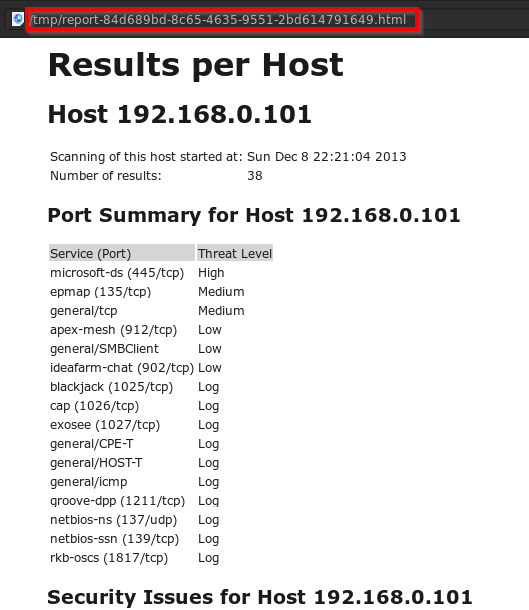 /tmp/report-84d689bd-8c65-4635-9551-2bd614791649.html
Results per Host
Host 192.168.0.101
Scanning of this host started at: Sun Dec 8 22:21:04 2013
Number of results: 38
Port Summary for Host 192.168.0.101
Service (Port) Threat Level
microsoft-ds (445/tcp) High
epmap (135/tcp) Medium
general/tcp Medium
apex-mesh (912/tcp) Low
general/SMBClient Low
ideafarm-chat (902/tcp) Low
blackjack (1025/tcp) Log
cap (1026/tcp) Log
exosee (1027/tcp) Log
general/CPE-T Log
general/HOST-T Log
general/icmp Log
groove-dpp (1211/tcp) Log
netbios-ns (137/udp) Log
netbios-ssn (139/tcp) Log
rkb-oscs (1817/tcp) Log
Security Issues for Host 192.168.0.101